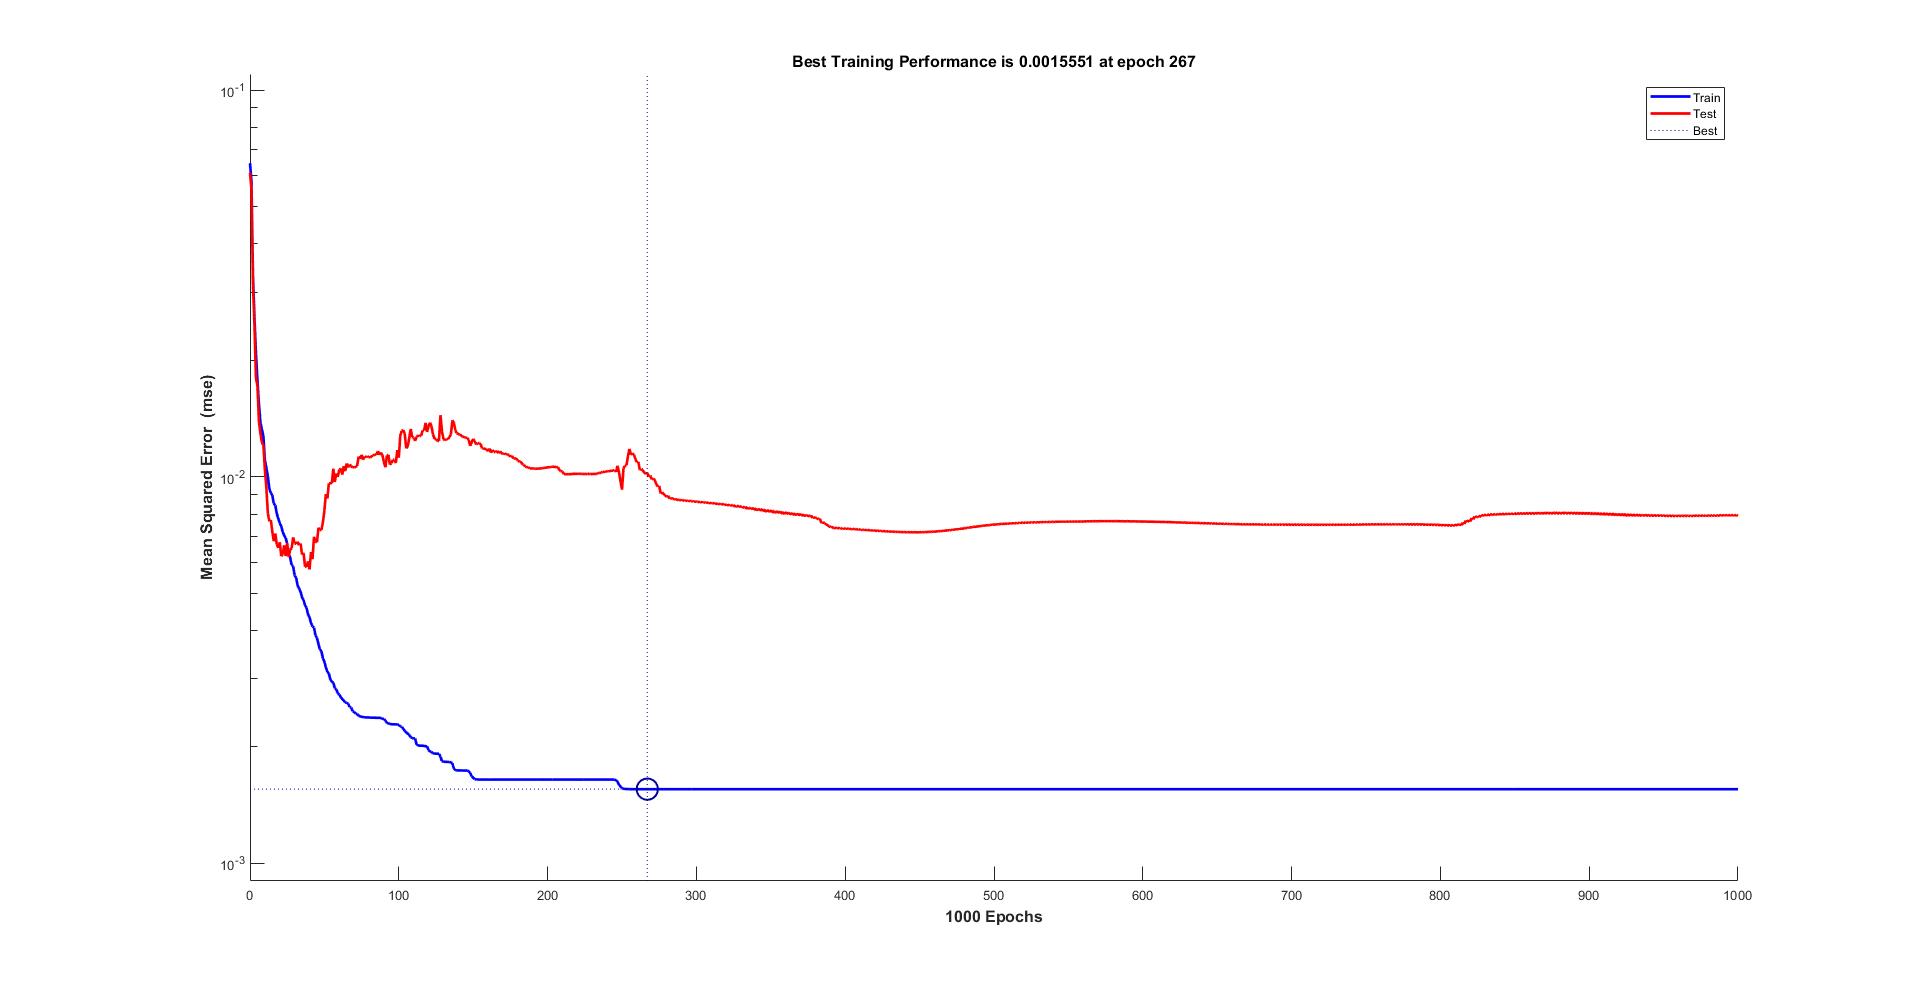 Best Training Performance is 0.0015551 at epoch 267
Train
Test
Best
Mean Squared Error (mse)
10-1
10-2
10-3
0 100 200 300 400 500 600 700 800 900 1000
1000 Epochs